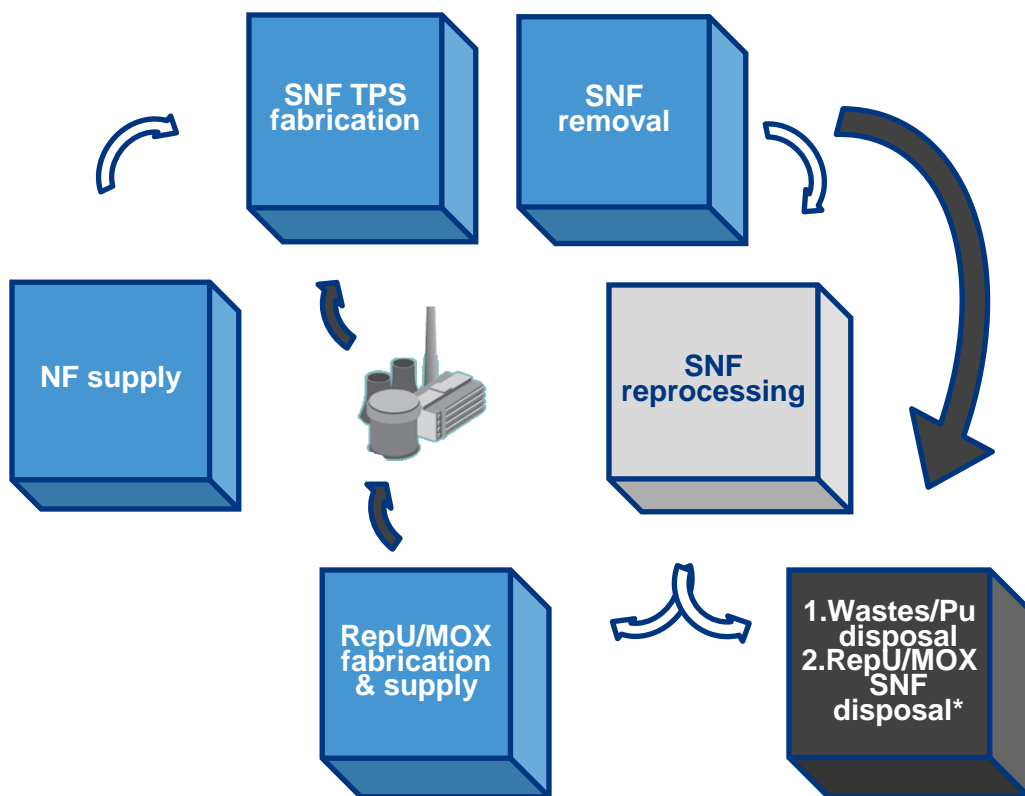 SNF TPS
fabrication
SNF
removal
NF supply
SNF
reprocessing
RepU/MOX
fabrication
& supply
1.Wastes/Pu
disposal
2.RepU/MOX
SNF
disposal*